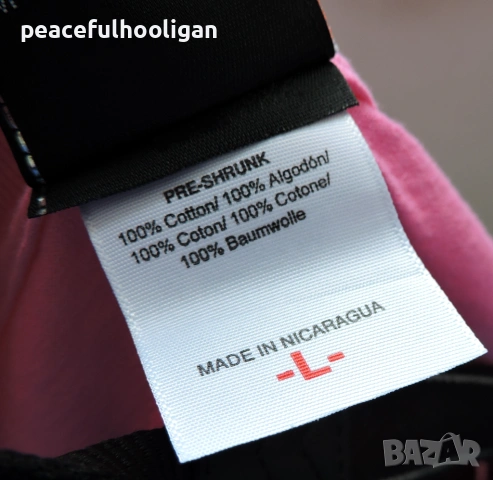 peacefulhooligan
PRE-SHRUNK
100% Cotton/ 100% Algodón/
100% Coton/ 100% Cotone/
100% Baumwolle
MADE IN NICARAGUA
-L-
BAZAR